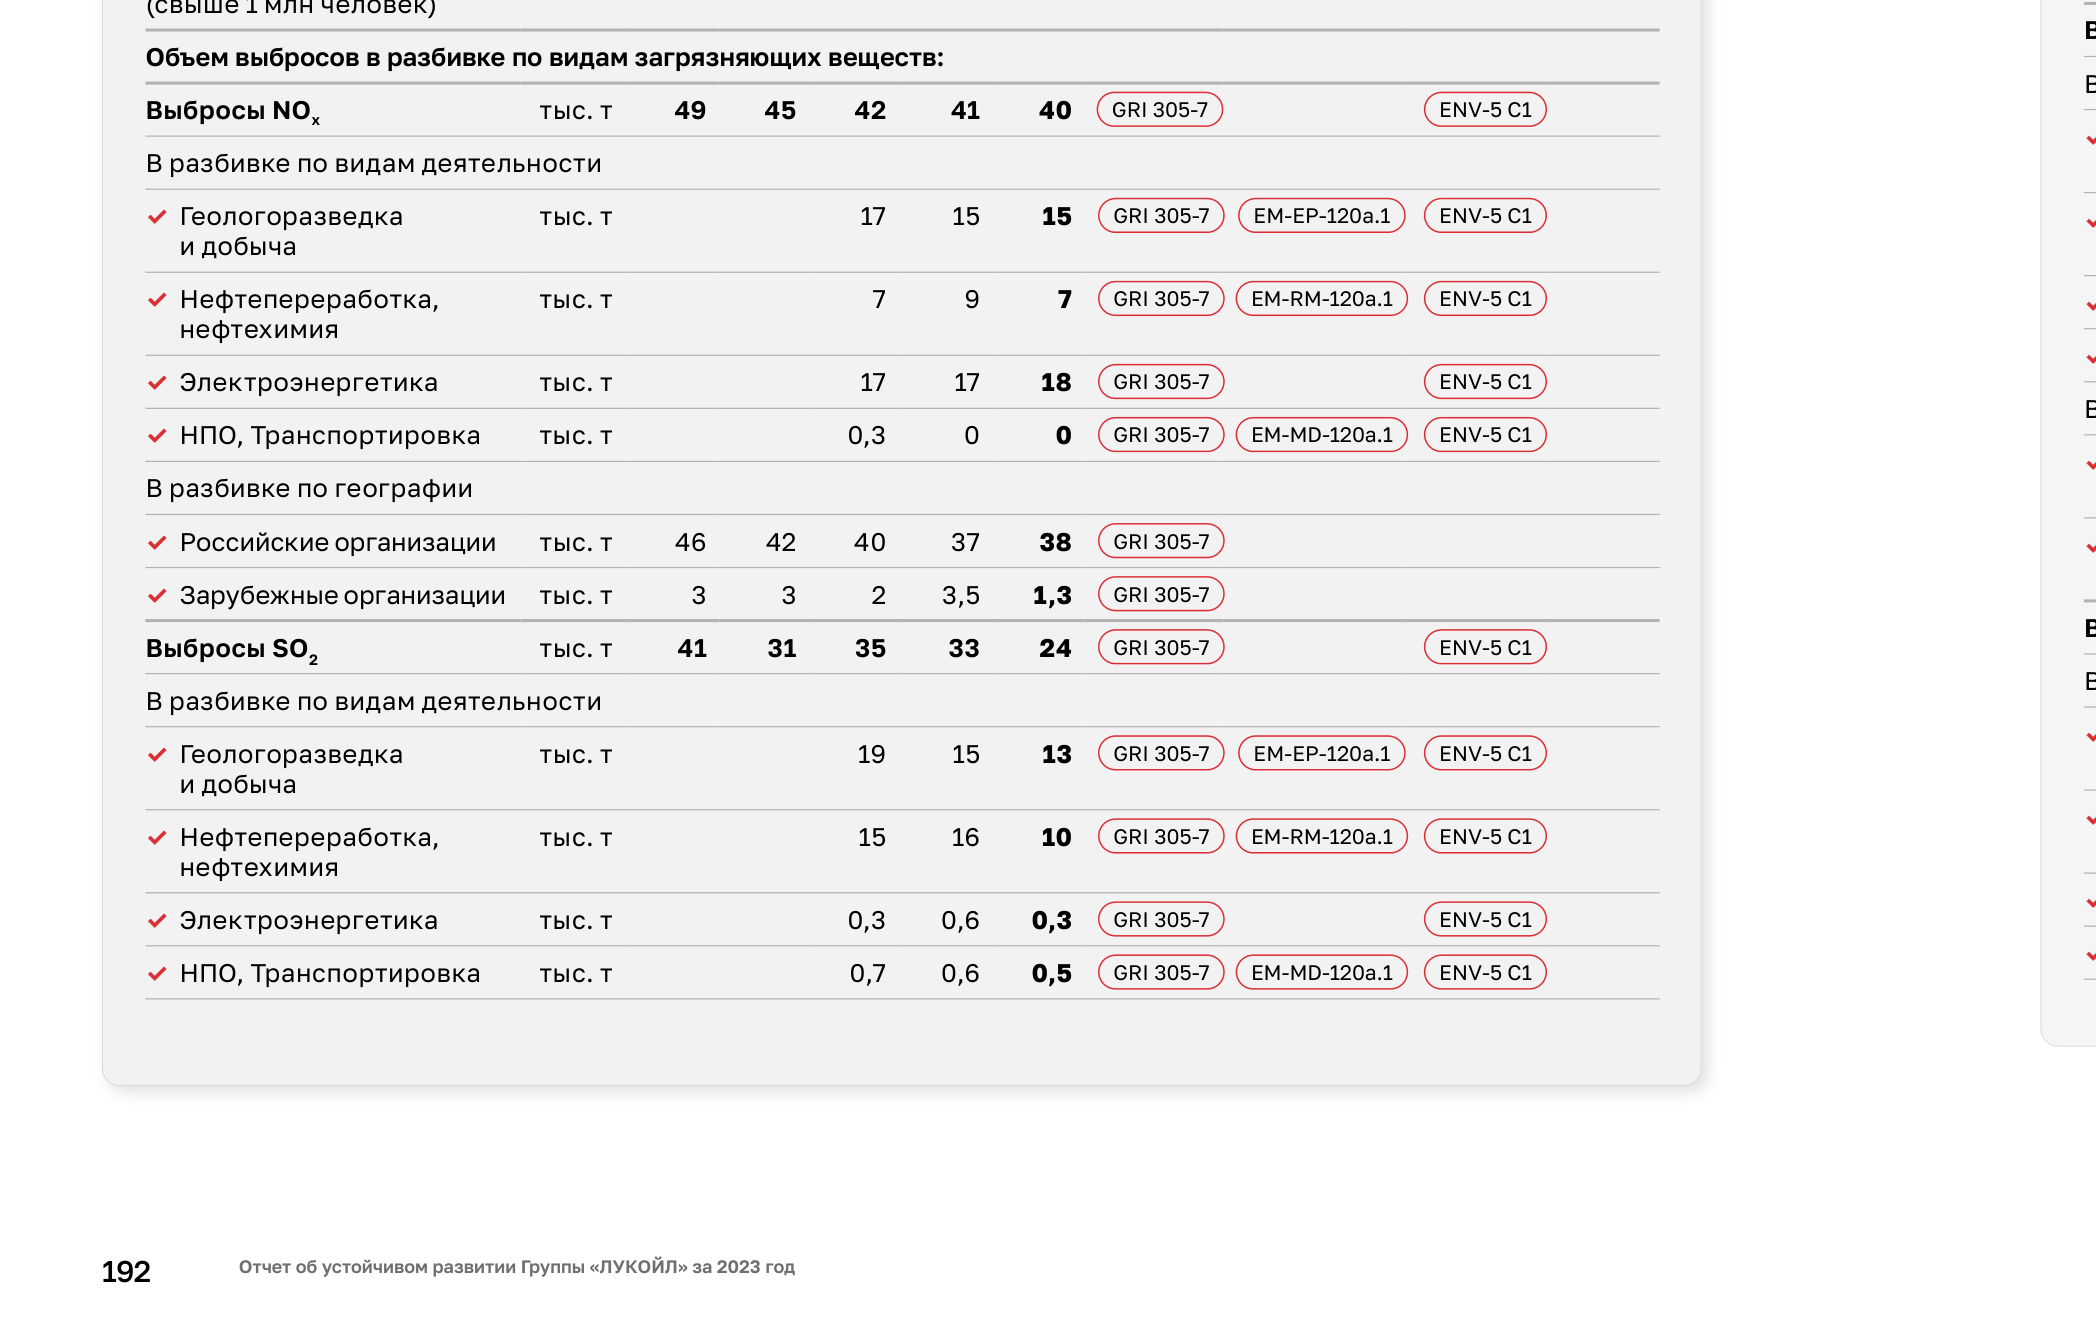 (свыше 1 млн человек)
Объем выбросов в разбивке по видам загрязняющих веществ:
Выбросы NOx тыс. т 49 45 42 41 40 GRI 305-7 ENV-5 C1
В разбивке по видам деятельности
Геологоразведка тыс. т 17 15 15 GRI 305-7 EM-EP-120a.1 ENV-5 C1
и добыча
Нефтепереработка, тыс. т 7 9 7 GRI 305-7 EM-RM-120a.1 ENV-5 C1
нефтехимия
Электроэнергетика тыс. т 17 17 18 GRI 305-7 ENV-5 C1
НПО, Транспортировка тыс. т 0,3 0 0 GRI 305-7 EM-MD-120a.1 ENV-5 C1
В разбивке по географии
Российские организации тыс. т 46 42 40 37 38 GRI 305-7
Зарубежные организации тыс. т 3 3 2 3,5 1,3 GRI 305-7
Выбросы SO2 тыс. т 41 31 35 33 24 GRI 305-7 ENV-5 C1
В разбивке по видам деятельности
Геологоразведка тыс. т 19 15 13 GRI 305-7 EM-EP-120a.1 ENV-5 C1
и добыча
Нефтепереработка, тыс. т 15 16 10 GRI 305-7 EM-RM-120a.1 ENV-5 C1
нефтехимия
Электроэнергетика тыс. т 0,3 0,6 0,3 GRI 305-7 ENV-5 C1
НПО, Транспортировка тыс. т 0,7 0,6 0,5 GRI 305-7 EM-MD-120a.1 ENV-5 C1
192 Отчет об устойчивом развитии Группы «ЛУКОЙЛ» за 2023 год